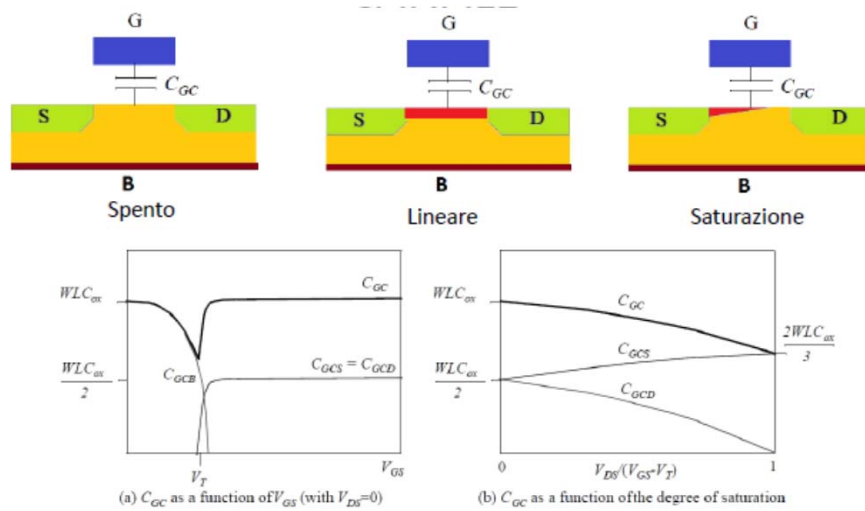 G G G
C_GC C_GC C_GC
S D S D S D
B B B
Spento Lineare Saturazione
WLC_ox C_GC WLC_ox C_GC
C_GCS 2WLC_ox/3
WLC_ox/2 C_GCB C_GCS = C_GCD WLC_ox/2 C_GCD
V_T V_GS 0 V_DS/(V_GS-V_T) 1
(a) C_GC as a function of V_GS (with V_DS=0) (b) C_GC as a function of the degree of saturation